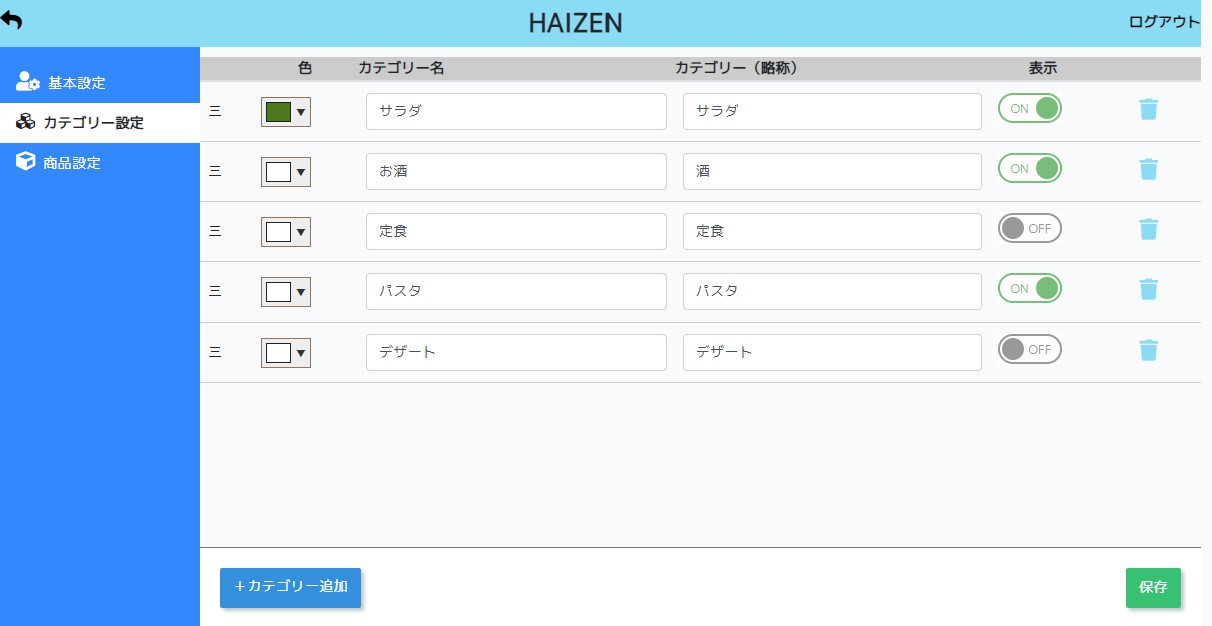 HAIZEN
ログアウト
基本設定
カテゴリー設定
商品設定
色 カテゴリー名 カテゴリー（略称） 表示
三 サラダ サラダ ON
三 お酒 酒 ON
三 定食 定食 OFF
三 パスタ パスタ ON
三 デザート デザート OFF
＋カテゴリー追加
保存